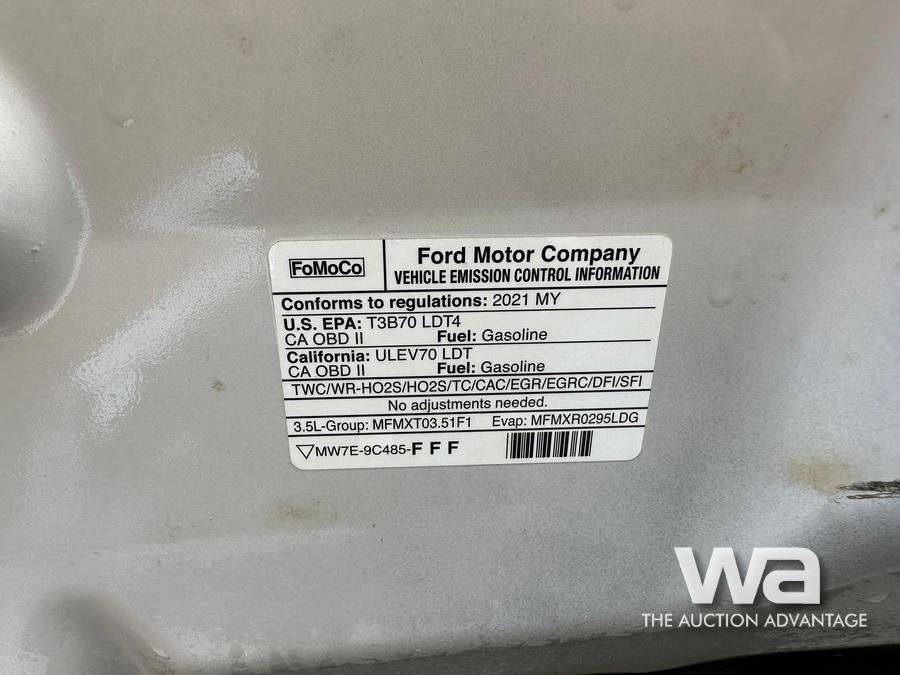 FoMoCo
Ford Motor Company
VEHICLE EMISSION CONTROL INFORMATION
Conforms to regulations: 2021 MY
U.S. EPA: T3B70 LDT4
CA OBD II Fuel: Gasoline
California: ULEV70 LDT
CA OBD II Fuel: Gasoline
TWC/WR-HO2S/HO2S/TC/CAC/EGR/EGRC/DFI/SFI
No adjustments needed.
3.5L-Group: MFMXT03.51F1 Evap: MFMXR0295LDG
MW7E-9C485-F F F
wa
THE AUCTION ADVANTAGE